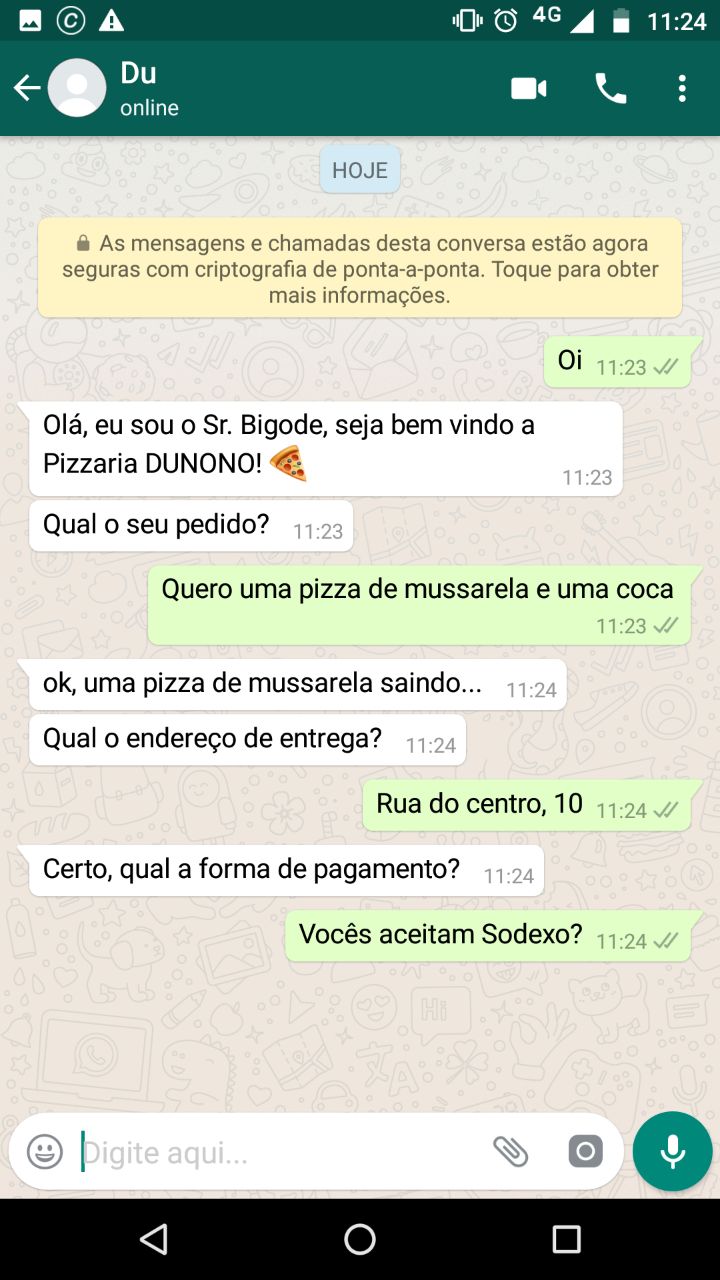 4G 11:24
Du
online
HOJE
As mensagens e chamadas desta conversa estão agora
seguras com criptografia de ponta-a-ponta. Toque para obter
mais informações.
Oi 11:23
Olá, eu sou o Sr. Bigode, seja bem vindo a
Pizzaria DUNONO! 🍕
11:23
Qual o seu pedido? 11:23
Quero uma pizza de mussarela e uma coca
11:23
ok, uma pizza de mussarela saindo... 11:24
Qual o endereço de entrega? 11:24
Rua do centro, 10 11:24
Certo, qual a forma de pagamento? 11:24
Vocês aceitam Sodexo? 11:24
Hi
Digite aqui...